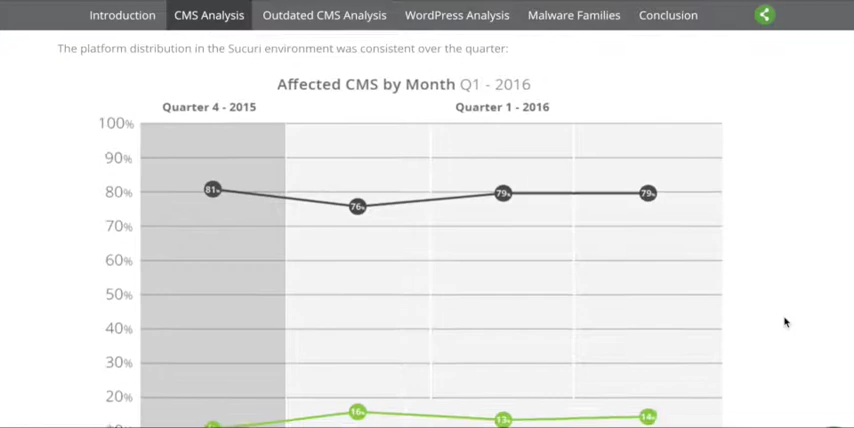 Introduction CMS Analysis Outdated CMS Analysis WordPress Analysis Malware Families Conclusion
The platform distribution in the Sucuri environment was consistent over the quarter:
Affected CMS by Month Q1 - 2016
Quarter 4 - 2015 Quarter 1 - 2016
100%
90%
81% 80% 79% 79%
76%
70%
60%
50%
40%
30%
20%
16% 13% 14%